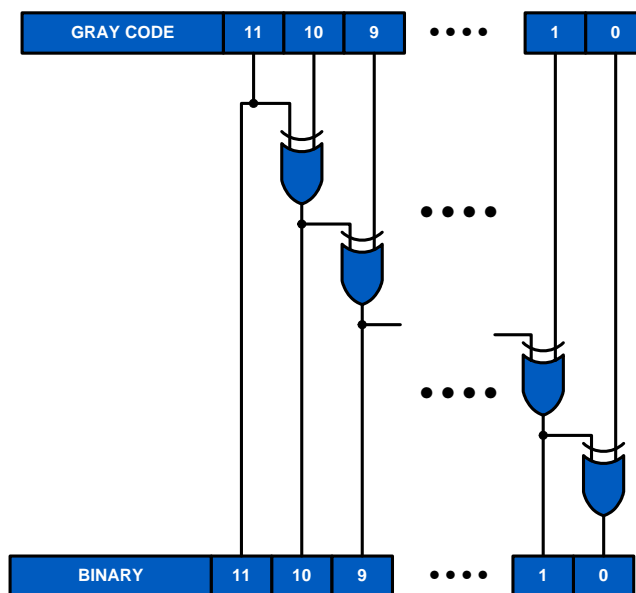 GRAY CODE 11 10 9 •••• 1 0
BINARY 11 10 9 •••• 1 0